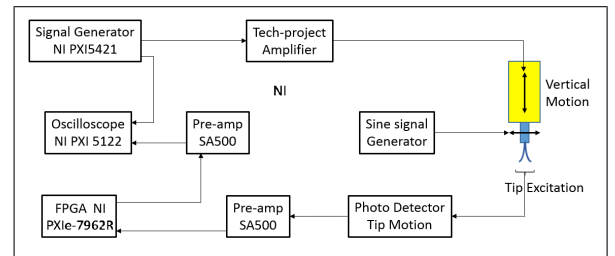 Signal Generator
NI PXI5421
Tech-project
Amplifier
NI
Vertical
Motion
Oscilloscope
NI PXI 5122
Pre-amp
SA500
Sine signal
Generator
Tip Excitation
FPGA NI
PXIe-7962R
Pre-amp
SA500
Photo Detector
Tip Motion